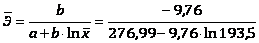 Э̄ = b / (a + b · ln x̄) = −9,76 / (276,99 − 9,76 ln 193,5)